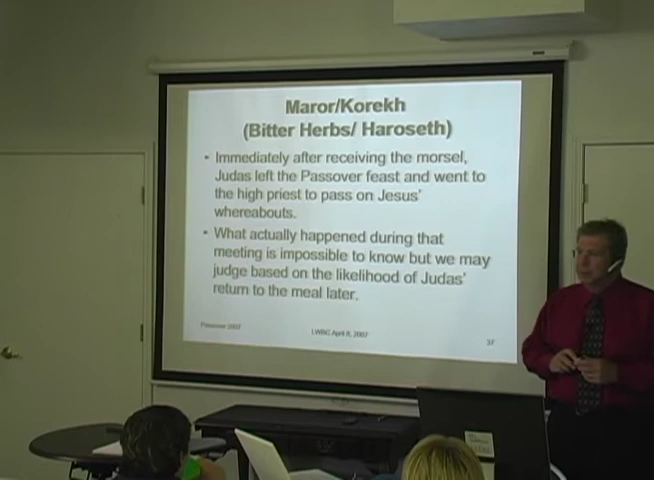 Maror/Korekh
(Bitter Herbs/ Haroseth)
- Immediately after receiving the morsel,
Judas left the Passover feast and went to
the high priest to pass on Jesus'
whereabouts.
- What actually happened during that
meeting is impossible to know but we may
judge based on the likelihood of Judas'
return to the meal later.
Passover 2007
LWBC April 8, 2007
37